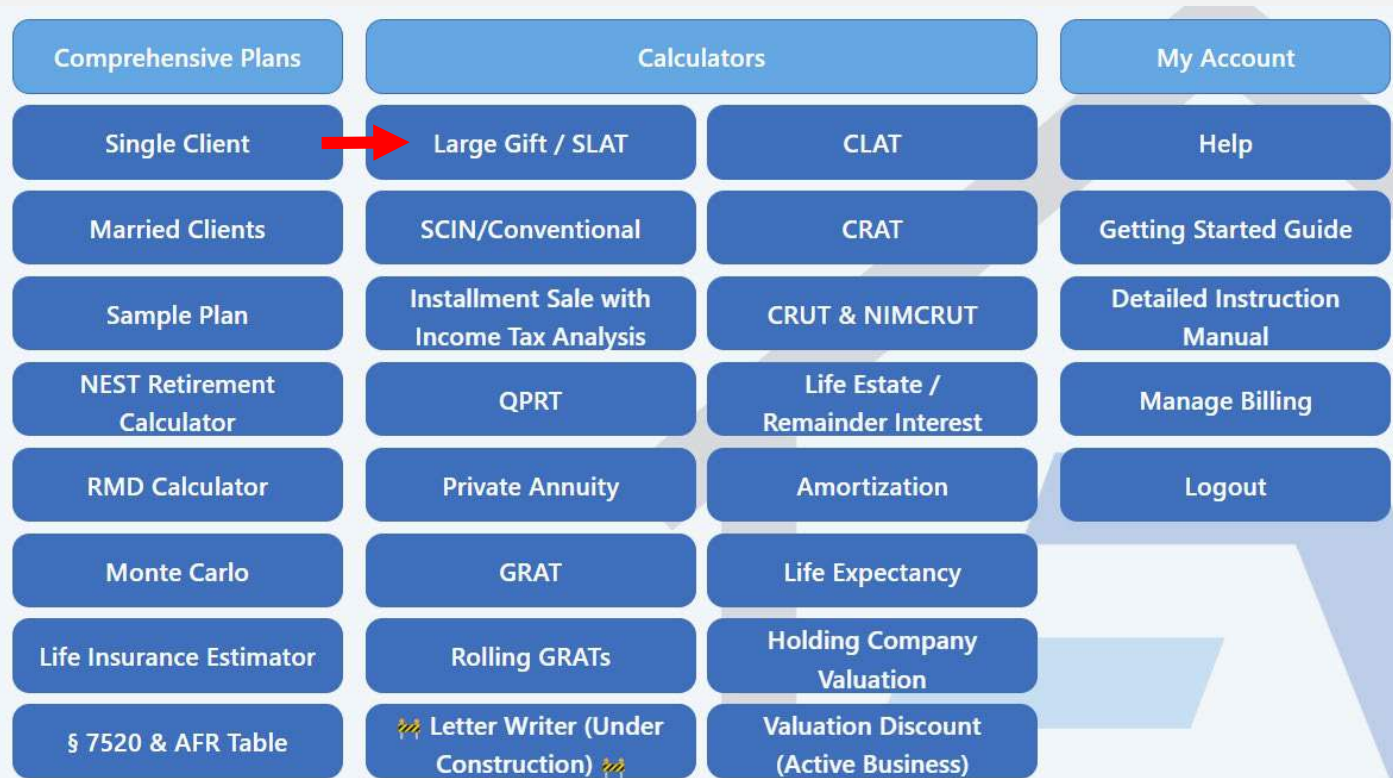 Comprehensive Plans
Calculators
My Account
Single Client
Large Gift / SLAT
CLAT
Help
Married Clients
SCIN/Conventional
CRAT
Getting Started Guide
Sample Plan
Installment Sale with
Income Tax Analysis
CRUT & NIMCRUT
Detailed Instruction
Manual
NEST Retirement
Calculator
QPRT
Life Estate /
Remainder Interest
Manage Billing
RMD Calculator
Private Annuity
Amortization
Logout
Monte Carlo
GRAT
Life Expectancy
Life Insurance Estimator
Rolling GRATs
Holding Company
Valuation
§ 7520 & AFR Table
🚧 Letter Writer (Under
Construction) 🚧
Valuation Discount
(Active Business)